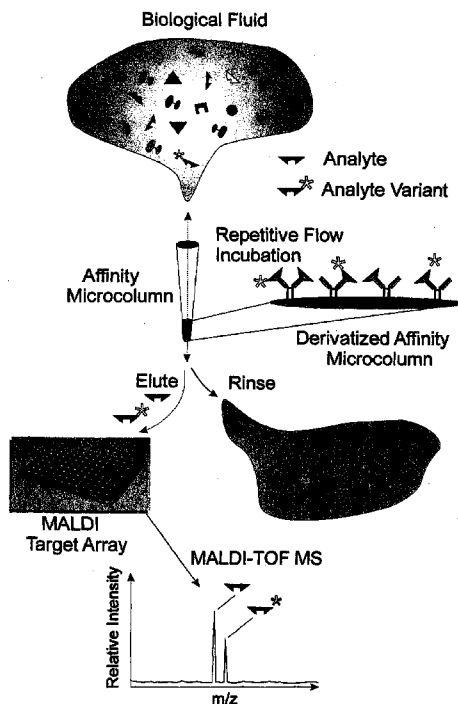 Biological Fluid
Analyte
Analyte Variant
Repetitive Flow
Incubation
Affinity
Microcolumn
Derivatized Affinity
Microcolumn
Elute
Rinse
MALDI
Target Array
MALDI-TOF MS
Relative Intensity
m/z